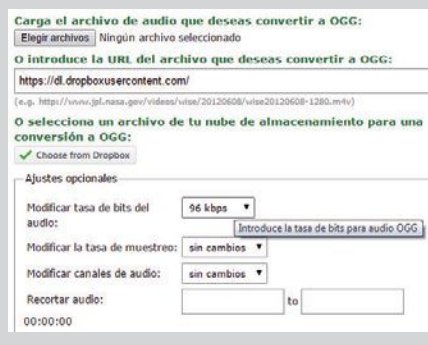 Carga el archivo de audio que deseas convertir a OGG:
Elegir archivos Ningún archivo seleccionado
O introduce la URL del archivo que deseas convertir a OGG:
https://dl.dropboxusercontent.com/
(e.g. http://www.jpl.nasa.gov/videos/wise/20120608/wise20120608-1280.m4v)
O selecciona un archivo de tu nube de almacenamiento para una
conversión a OGG:
Choose from Dropbox
Ajustes opcionales
Modificar tasa de bits del 96 kbps
audio:
Introduce la tasa de bits para audio OGG
Modificar la tasa de muestreo: sin cambios
Modificar canales de audio: sin cambios
Recortar audio: to
00:00:00